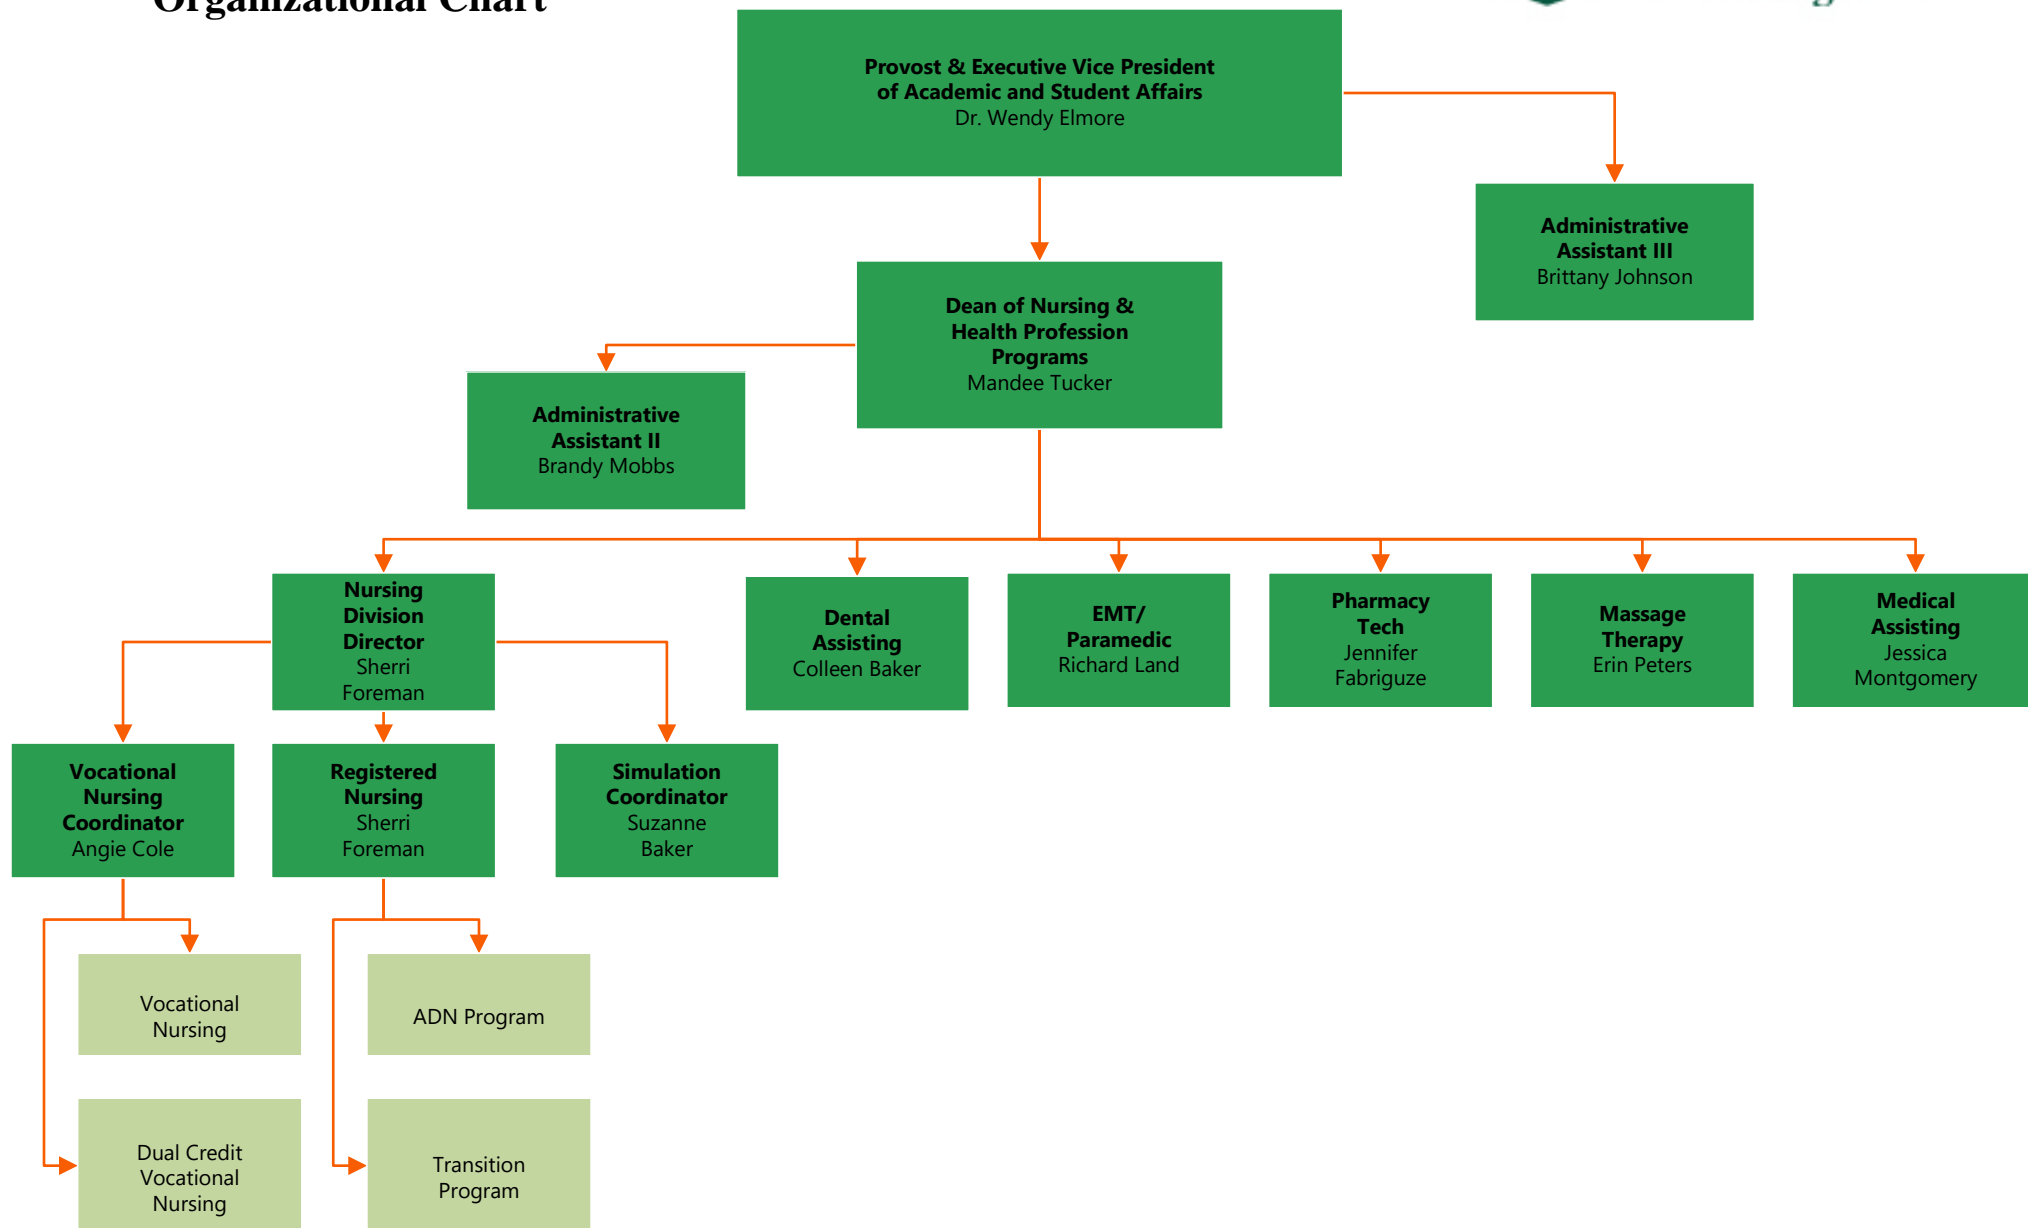 Organizational Chart
Provost & Executive Vice President
of Academic and Student Affairs
Dr. Wendy Elmore
Administrative
Assistant III
Brittany Johnson
Dean of Nursing &
Health Profession
Programs
Mandee Tucker
Administrative
Assistant II
Brandy Mobbs
Nursing
Division
Director
Sherri
Foreman
Dental
Assisting
Colleen Baker
EMT/
Paramedic
Richard Land
Pharmacy
Tech
Jennifer
Fabriguze
Massage
Therapy
Erin Peters
Medical
Assisting
Jessica
Montgomery
Vocational
Nursing
Coordinator
Angie Cole
Registered
Nursing
Sherri
Foreman
Simulation
Coordinator
Suzanne
Baker
Vocational
Nursing
ADN Program
Dual Credit
Vocational
Nursing
Transition
Program